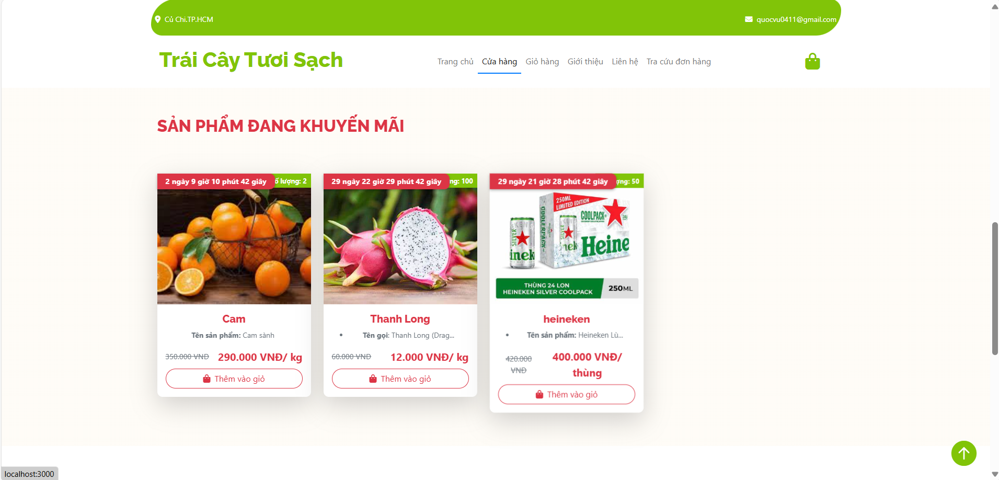 Củ Chi.TP.HCM
quocvu0411@gmail.com
Trái Cây Tươi Sạch
Trang chủ
Cửa hàng
Giỏ hàng
Giới thiệu
Liên hệ
Tra cứu đơn hàng
SẢN PHẨM ĐANG KHUYẾN MÃI
2 ngày 9 giờ 10 phút 42 giây
lượng: 2
Cam
Tên sản phẩm: Cam sành
350.000 VNĐ
290.000 VNĐ/ kg
Thêm vào giỏ
29 ngày 22 giờ 29 phút 42 giây
ng: 100
Thanh Long
• Tên gọi: Thanh Long (Drag...
60.000 VNĐ
12.000 VNĐ/ kg
Thêm vào giỏ
29 ngày 21 giờ 28 phút 42 giây
ợng: 50
250ML
LIMITED EDITION
COOLPACK
COOLERPACK
SILVER
Heine
THÙNG 24 LON
HEINEKEN SILVER COOLPACK
250ML
heineken
• Tên sản phẩm: Heineken Lù...
420.000
VNĐ
400.000 VNĐ/
thùng
Thêm vào giỏ
localhost:3000